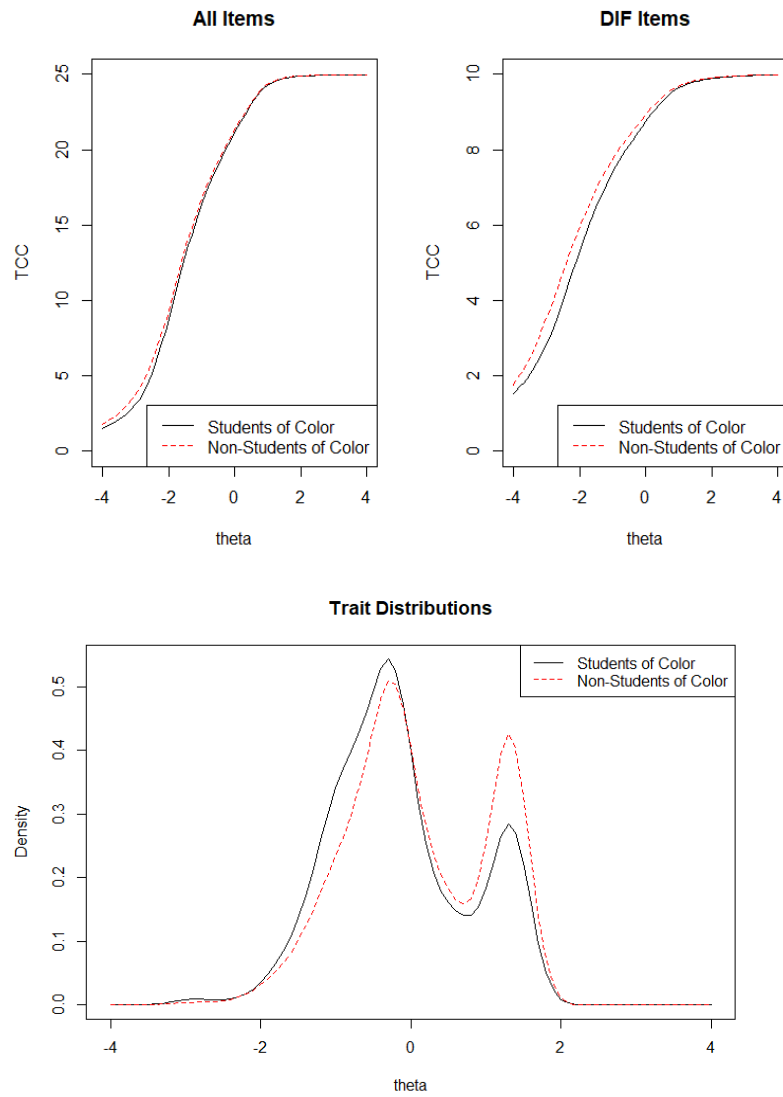 All Items
TCC
25
20
15
10
5
0
Students of Color
Non-Students of Color
-4 -2 0 2 4
theta
DIF Items
TCC
10
8
6
4
2
0
Students of Color
Non-Students of Color
-4 -2 0 2 4
theta
Trait Distributions
Density
0.5
0.4
0.3
0.2
0.1
0.0
Students of Color
Non-Students of Color
-4 -2 0 2 4
theta